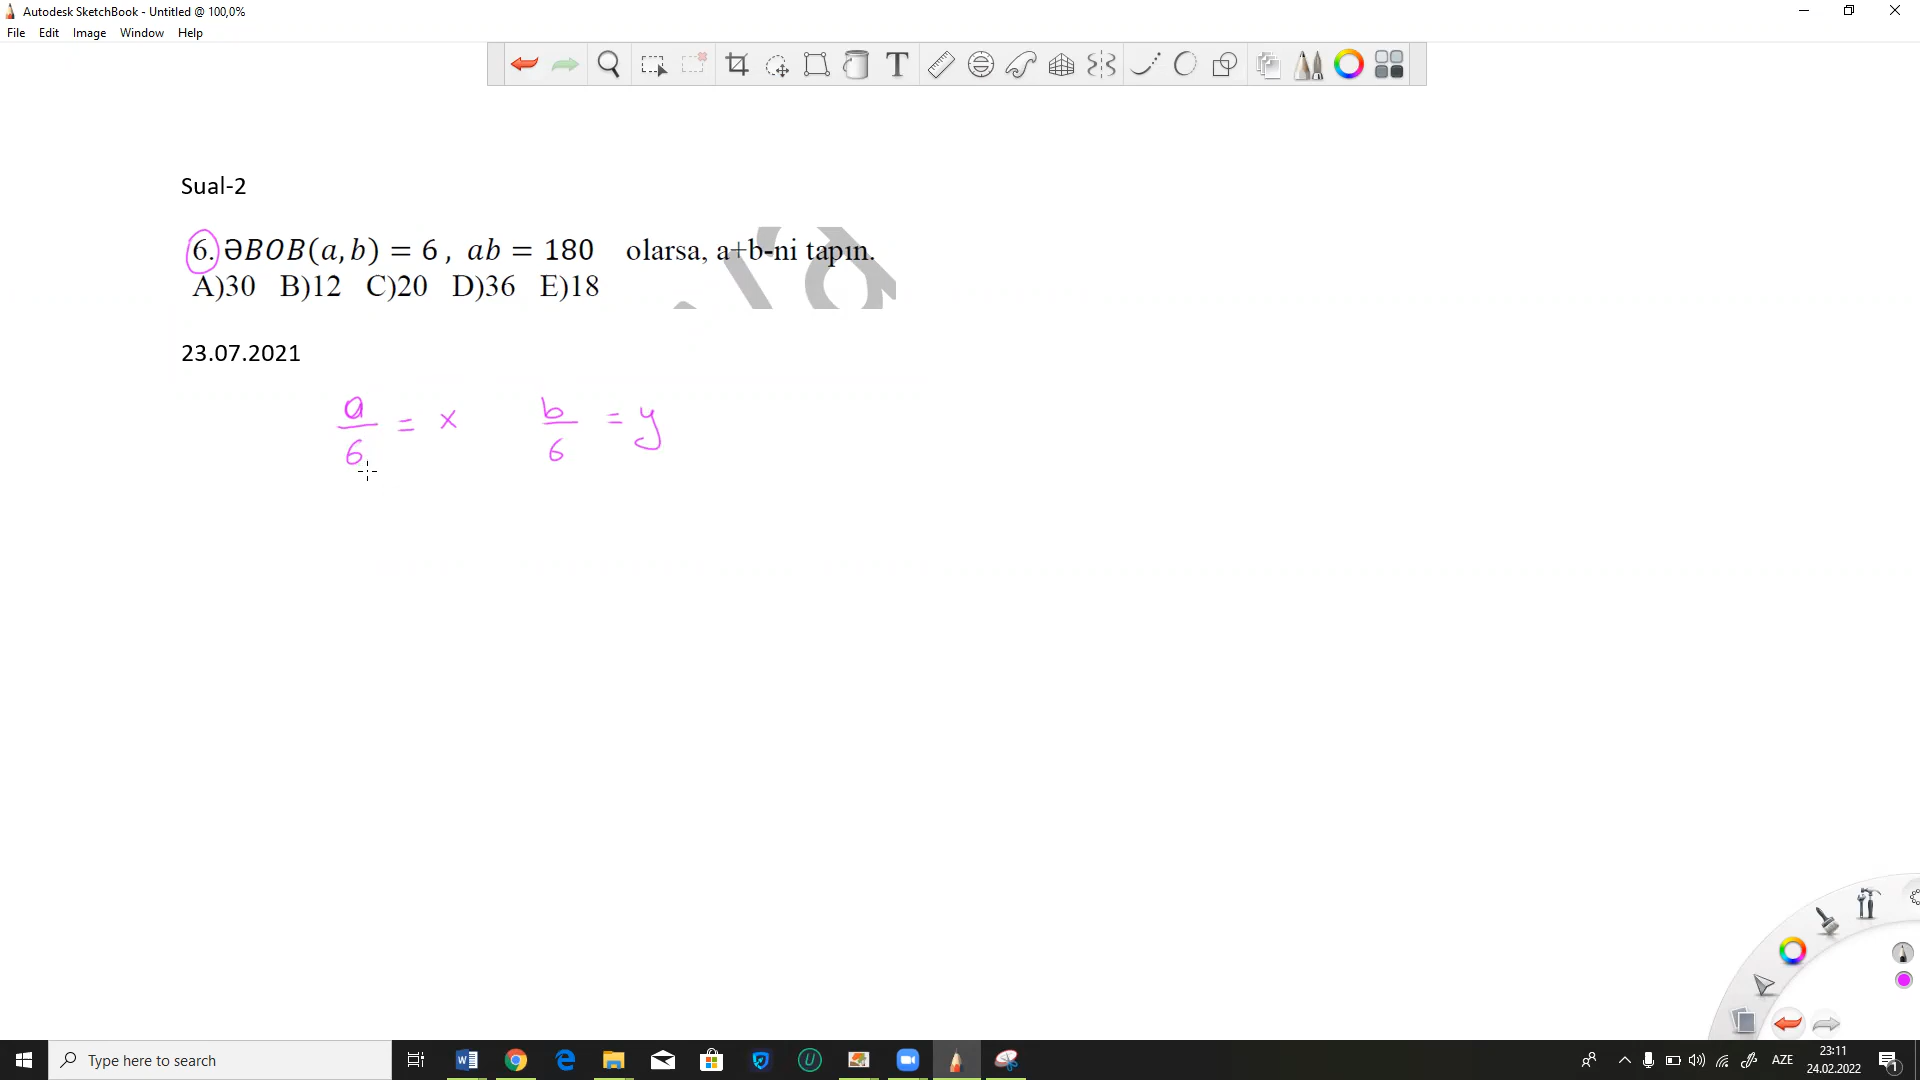 Autodesk SketchBook - Untitled @ 100,0%
File Edit Image Window Help
Sual-2
6. ƏBOB(a, b) = 6 , ab = 180 olarsa, a+b-ni tapın.
A)30 B)12 C)20 D)36 E)18
23.07.2021
a/6 = x b/6 = y
Type here to search
AZE
23:11
24.02.2022
1